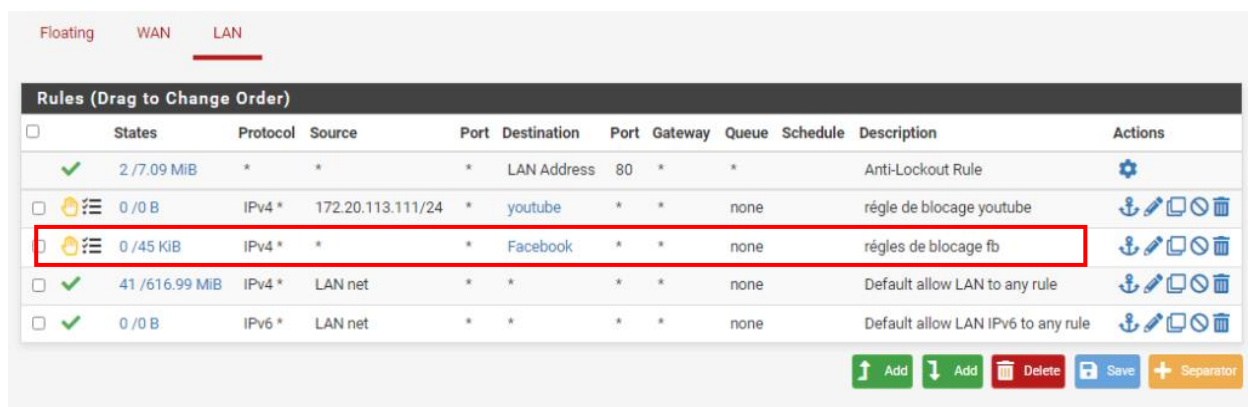 Floating WAN LAN
Rules (Drag to Change Order)
States Protocol Source Port Destination Port Gateway Queue Schedule Description Actions
2 /7.09 MiB * * * LAN Address 80 * * Anti-Lockout Rule
0 /0 B IPv4 * 172.20.113.111/24 * youtube * * none régle de blocage youtube
0 /45 KiB IPv4 * * * Facebook * * none régles de blocage fb
41 /616.99 MiB IPv4 * LAN net * * * * none Default allow LAN to any rule
0 /0 B IPv6 * LAN net * * * * none Default allow LAN IPv6 to any rule
Add Add Delete Save Separator